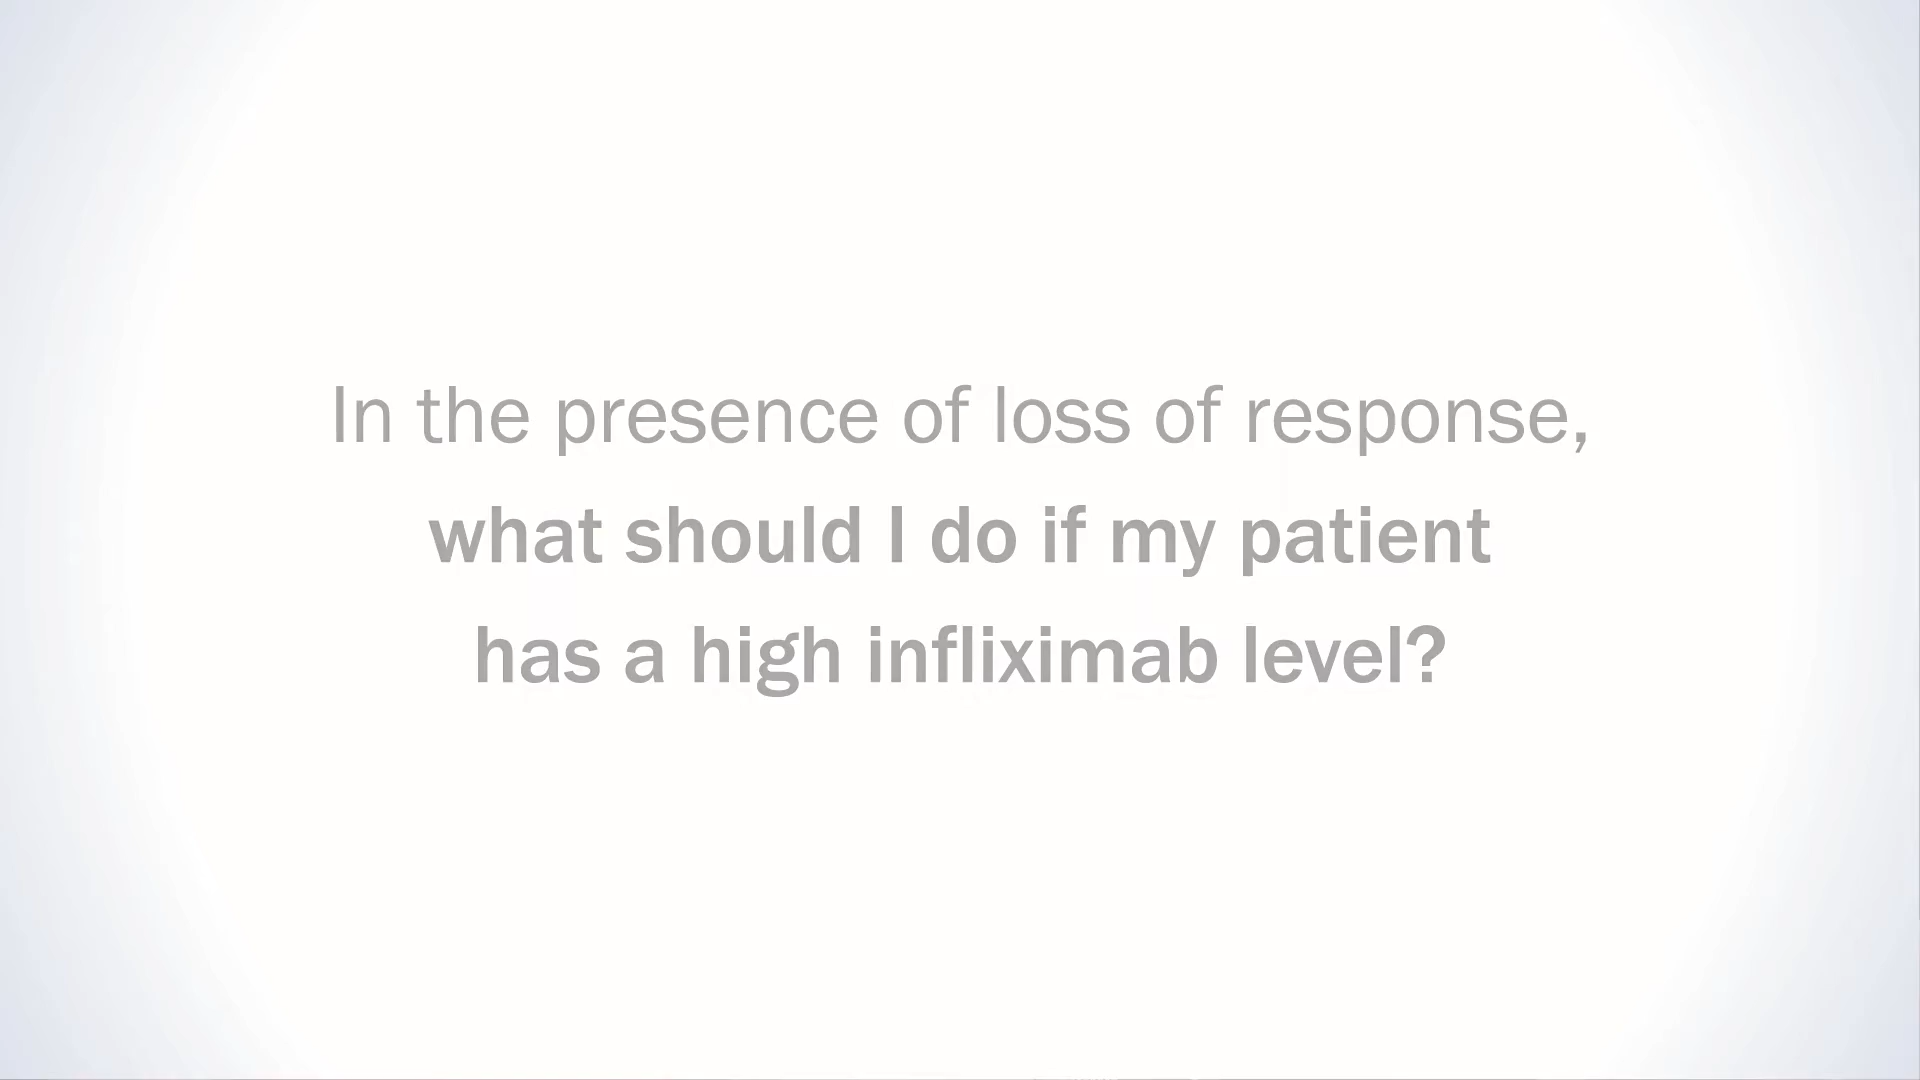 In the presence of loss of response,
what should I do if my patient
has a high infliximab level?